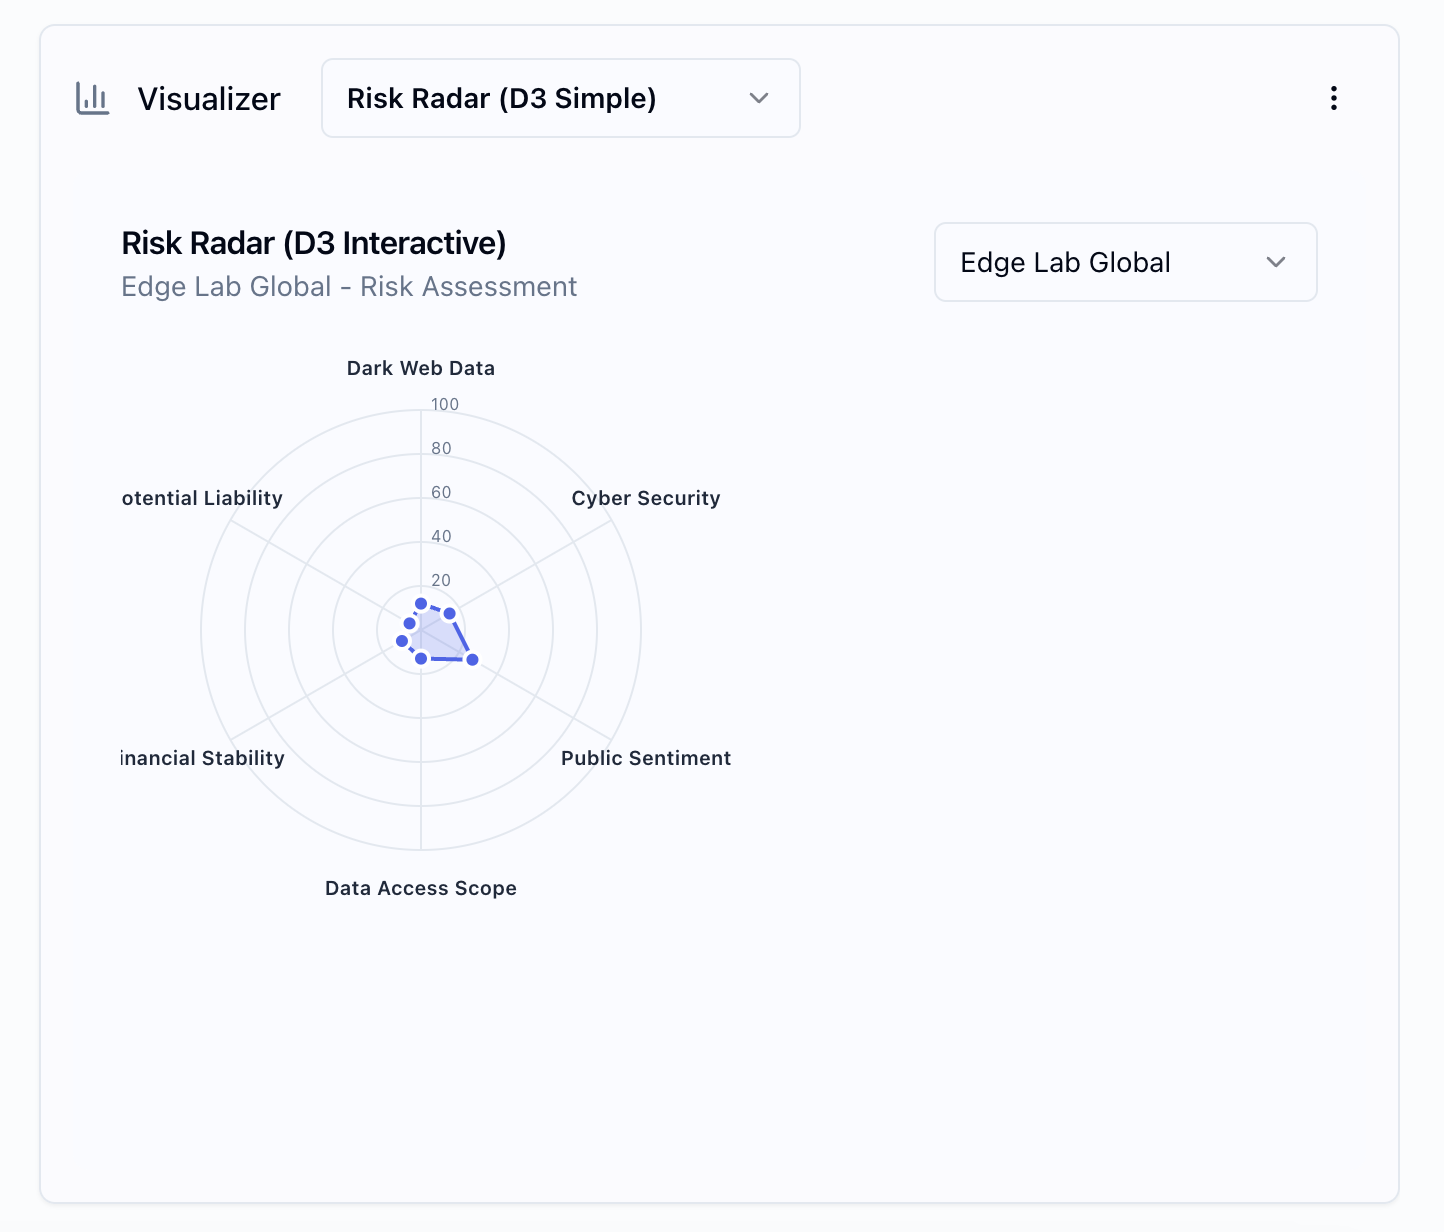 Visualizer
Risk Radar (D3 Simple)
Risk Radar (D3 Interactive)
Edge Lab Global - Risk Assessment
Edge Lab Global
Dark Web Data
100
80
60
40
20
otential Liability
Cyber Security
inancial Stability
Public Sentiment
Data Access Scope